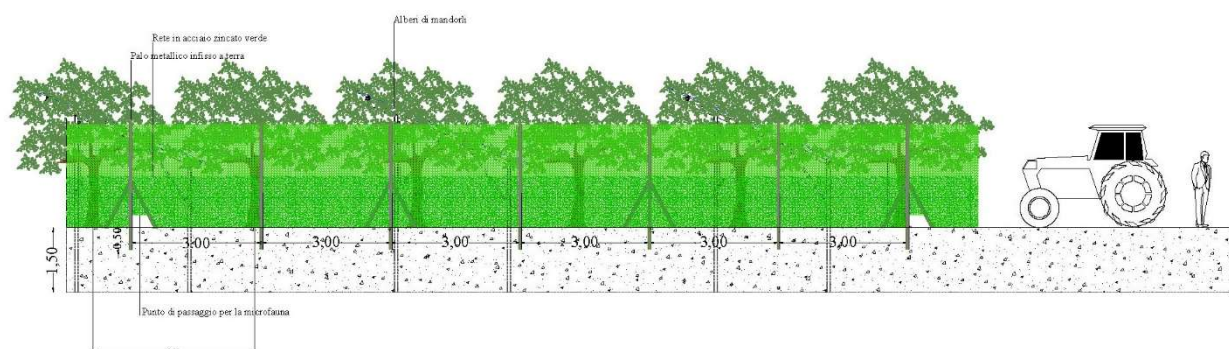 Alberi di mandorli
Rete in acciaio zincato verde
Palo metallico infisso a terra
1,50
0,50
3,00
3,00
3,00
3,00
3,00
3,00
Punto di passaggio per la microfauna